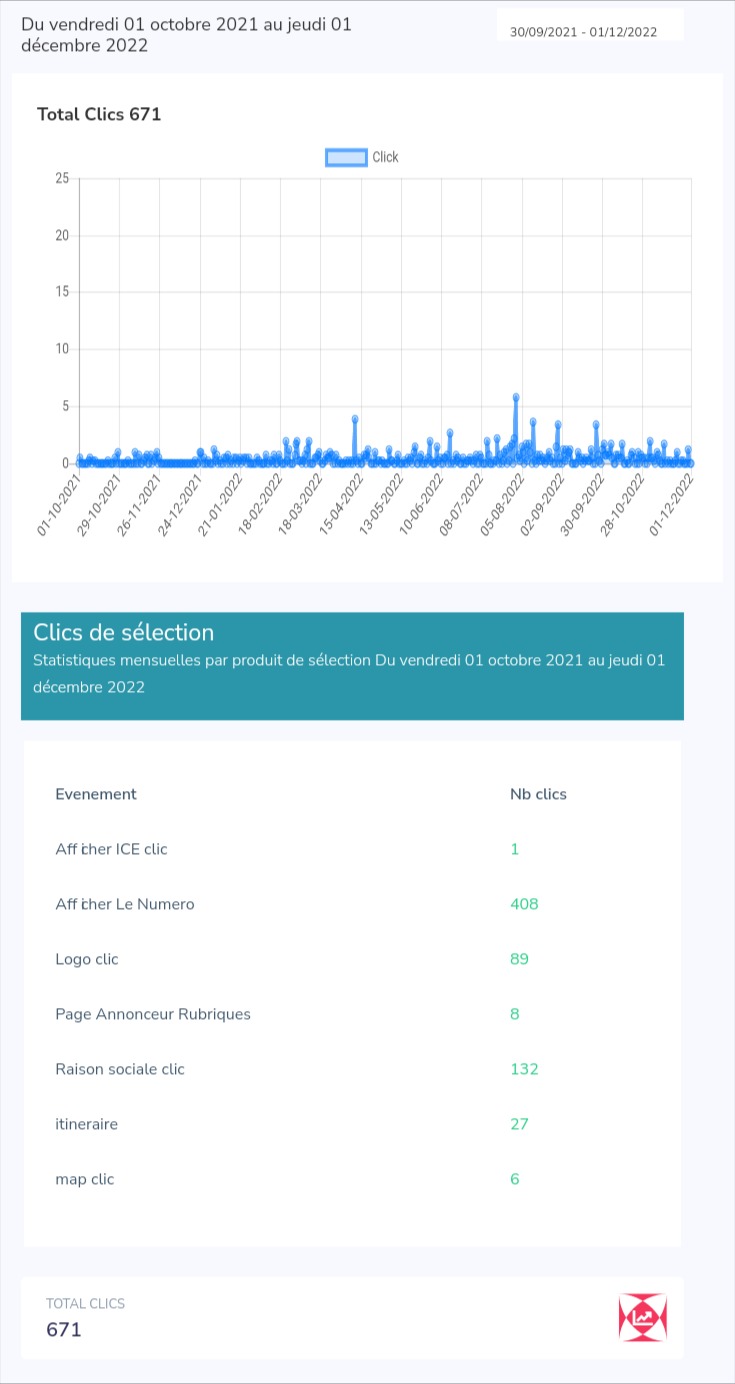 Du vendredi 01 octobre 2021 au jeudi 01
décembre 2022
30/09/2021 - 01/12/2022
Total Clics 671
Click
25
20
15
10
5
0
01-10-2021
29-10-2021
26-11-2021
24-12-2021
21-01-2022
18-02-2022
18-03-2022
15-04-2022
13-05-2022
10-06-2022
08-07-2022
05-08-2022
02-09-2022
30-09-2022
28-10-2022
01-12-2022
Clics de sélection
Statistiques mensuelles par produit de sélection Du vendredi 01 octobre 2021 au jeudi 01
décembre 2022
Evenement Nb clics
Afficher ICE clic 1
Afficher Le Numero 408
Logo clic 89
Page Annonceur Rubriques 8
Raison sociale clic 132
itineraire 27
map clic 6
TOTAL CLICS
671